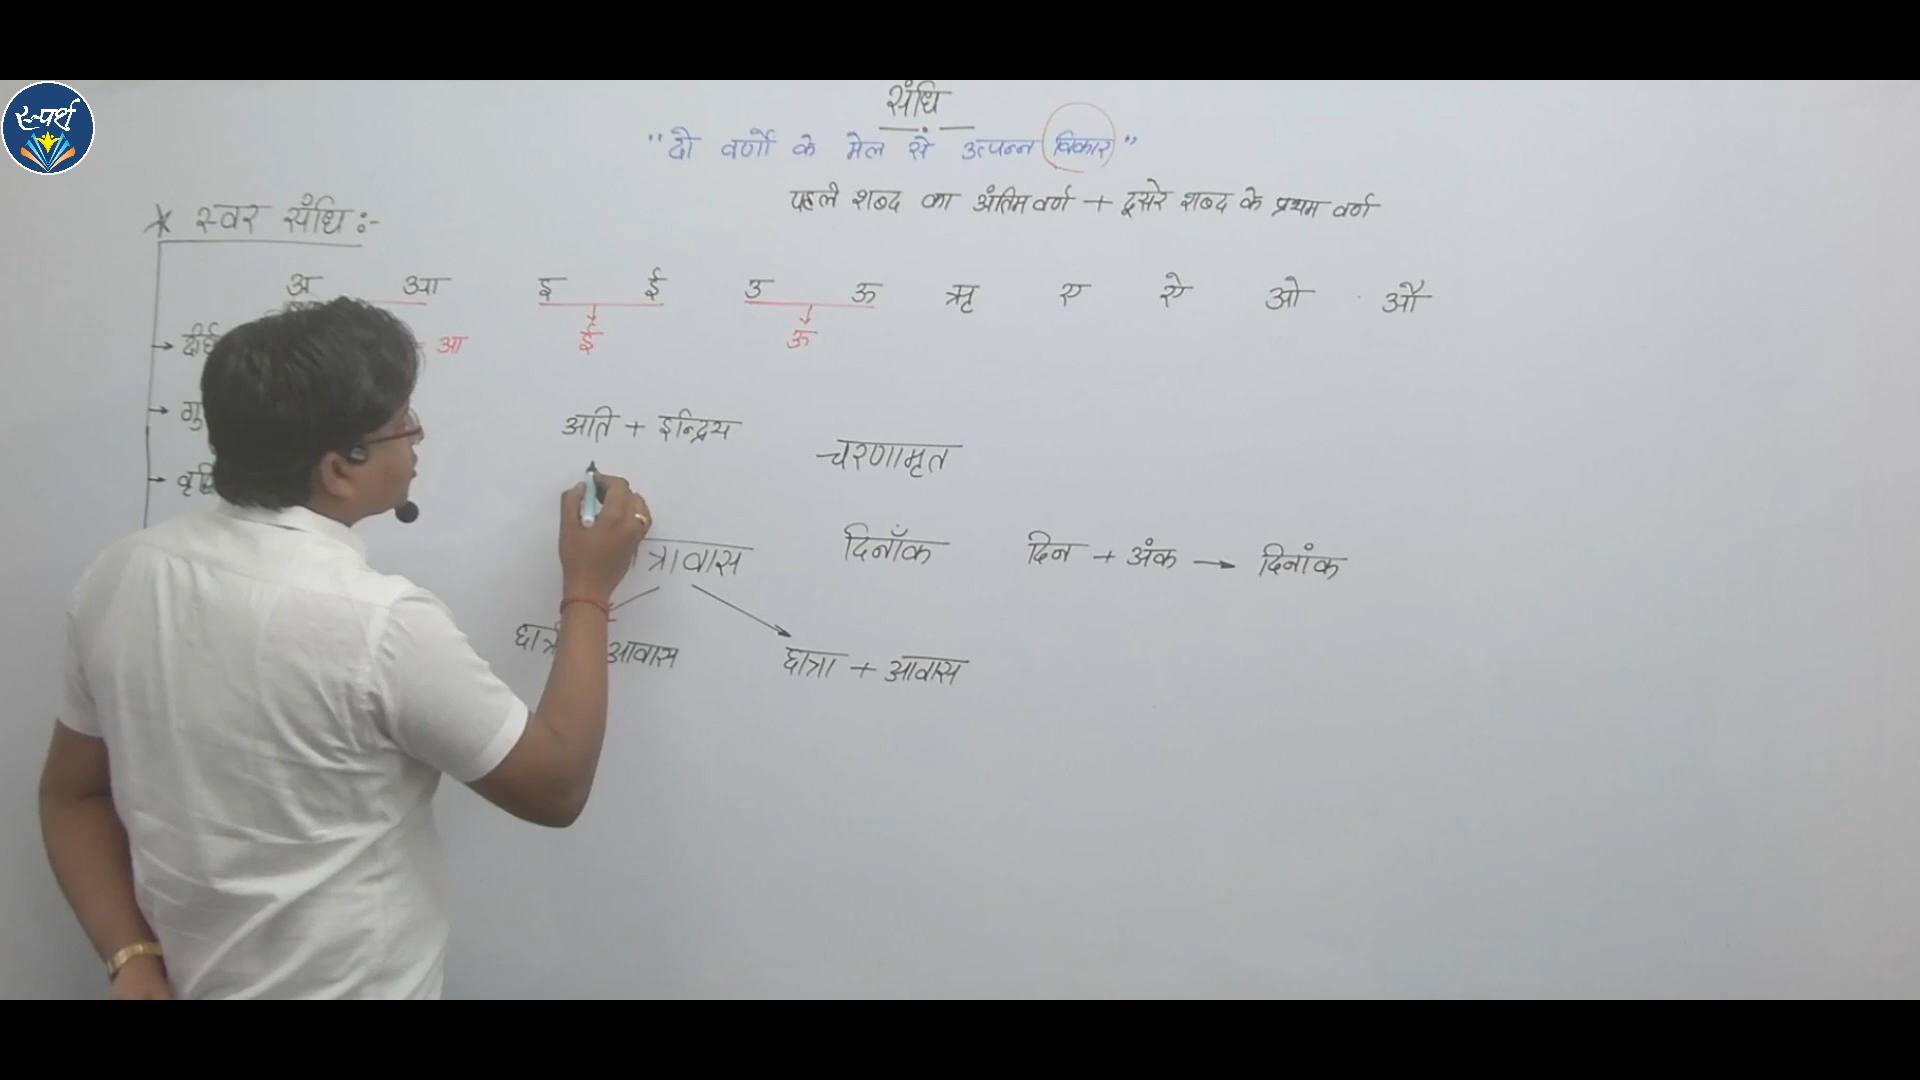 स्पर्श
संधि
"दो वर्णों के मेल से उत्पन्न विकार"
पहले शब्द का अंतिम वर्ण + दूसरे शब्द के प्रथम वर्ण
* स्वर संधि :-
अ आ इ ई उ ऊ ऋ ए ऐ ओ औ
→ आ ई ऊ
अति + इन्द्रिय चरणामृत
त्रावास दिनाँक दिन + अंक → दिनांक
आवास छात्रा + आवास